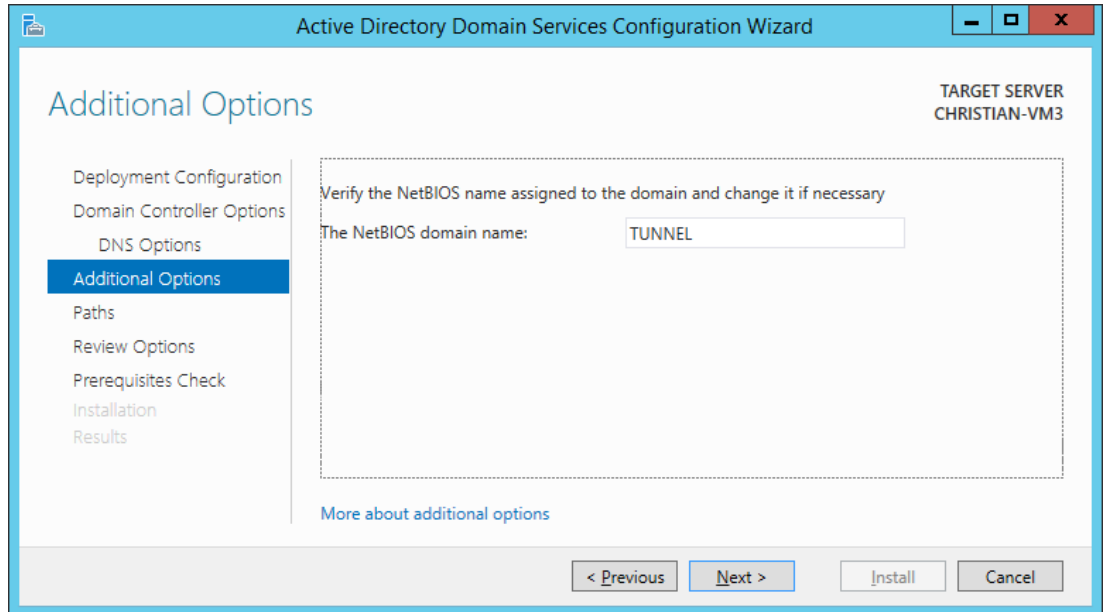 Active Directory Domain Services Configuration Wizard
Additional Options
TARGET SERVER
CHRISTIAN-VM3
Deployment Configuration
Domain Controller Options
DNS Options
Additional Options
Paths
Review Options
Prerequisites Check
Installation
Results
Verify the NetBIOS name assigned to the domain and change it if necessary
The NetBIOS domain name: TUNNEL
More about additional options
< Previous Next > Install Cancel